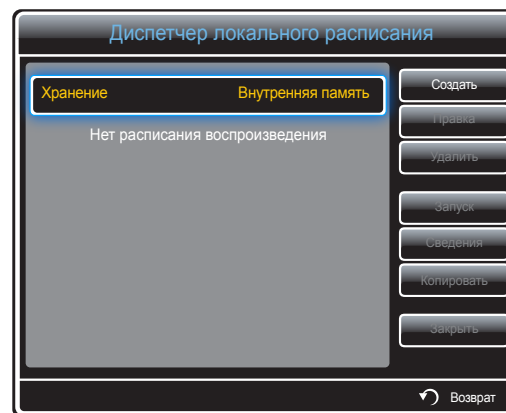 Диспетчер локального расписания
Хранение Внутренняя память
Нет расписания воспроизведения
Создать
Правка
Удалить
Запуск
Сведения
Копировать
Закрыть
Возврат